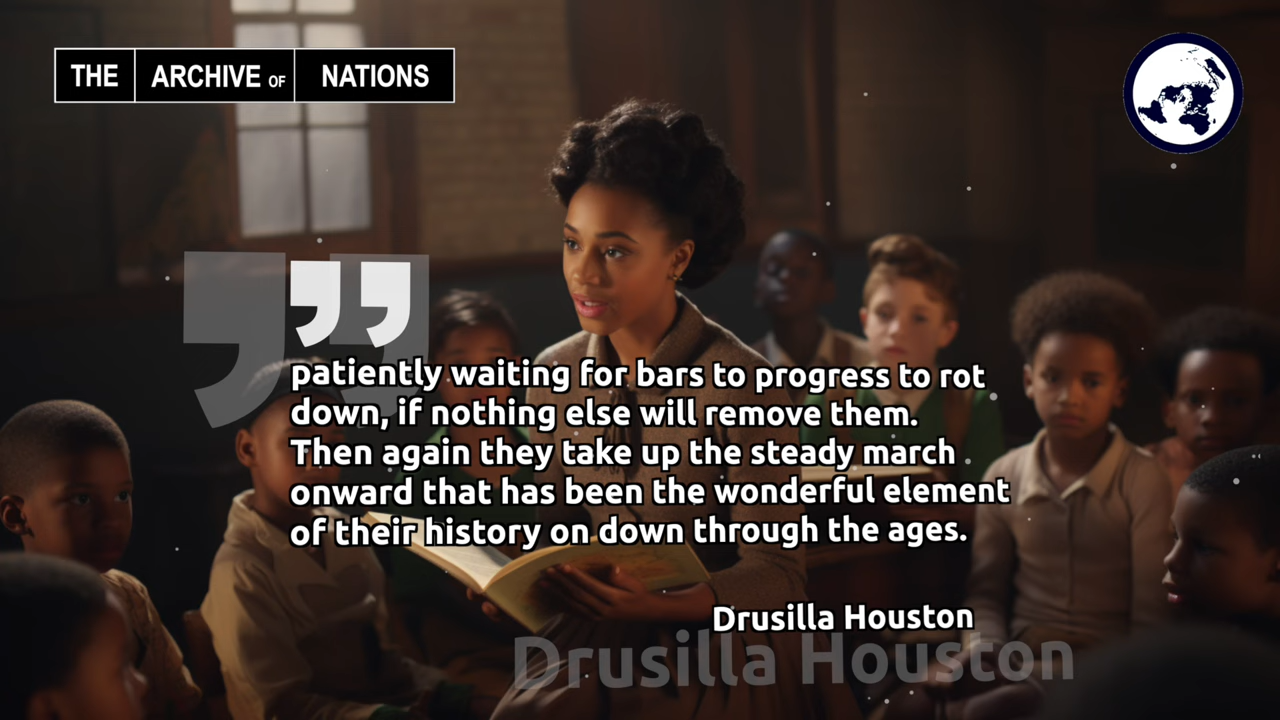 THE ARCHIVE OF NATIONS
”
patiently waiting for bars to progress to rot
down, if nothing else will remove them.
Then again they take up the steady march
onward that has been the wonderful element
of their history on down through the ages.
Drusilla Houston
Drusilla Houston